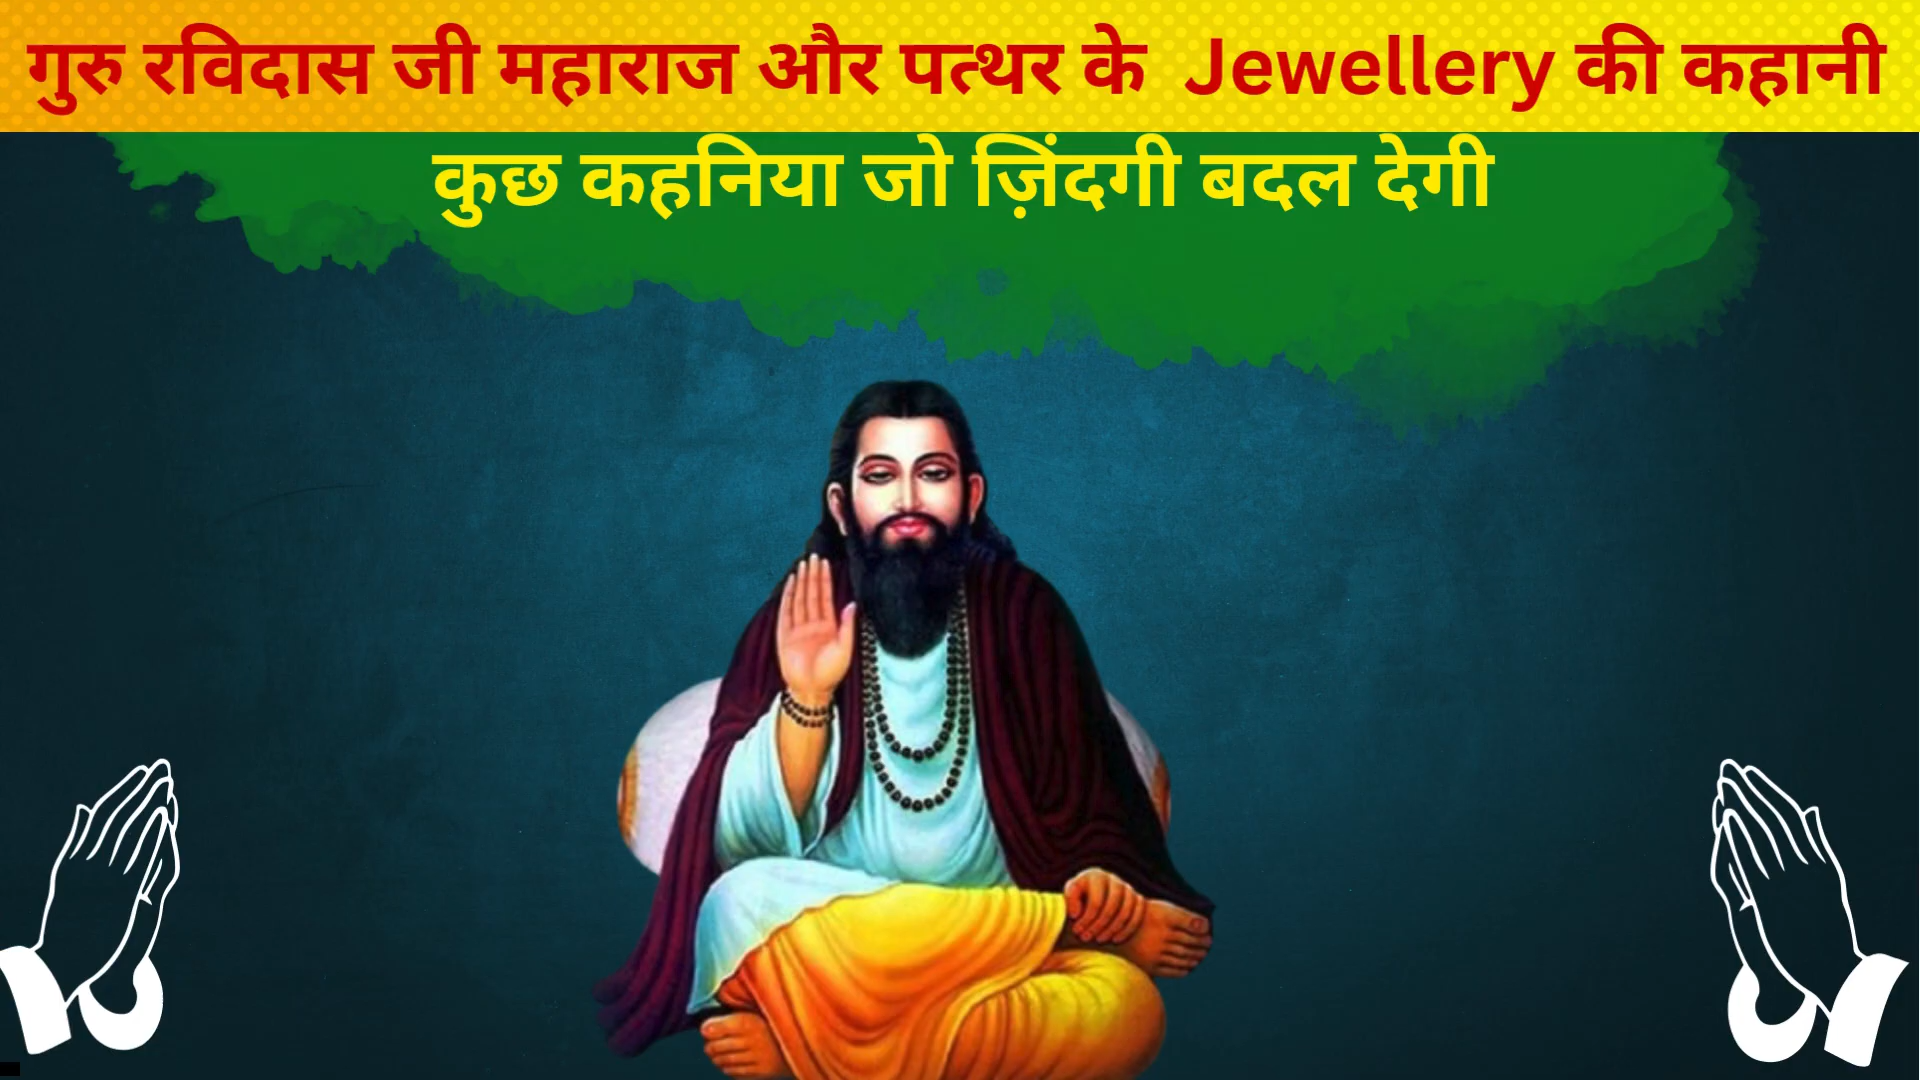 गुरु रविदास जी महाराज और पत्थर के Jewellery की कहानी
कुछ कहनिया जो ज़िंदगी बदल देगी